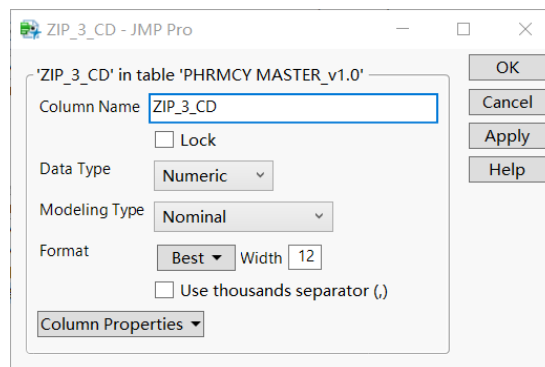 ZIP_3_CD - JMP Pro
'ZIP_3_CD' in table 'PHRMCY MASTER_v1.0'
Column Name ZIP_3_CD
Lock
Data Type Numeric
Modeling Type Nominal
Format Best Width 12
Use thousands separator (,)
Column Properties
OK
Cancel
Apply
Help